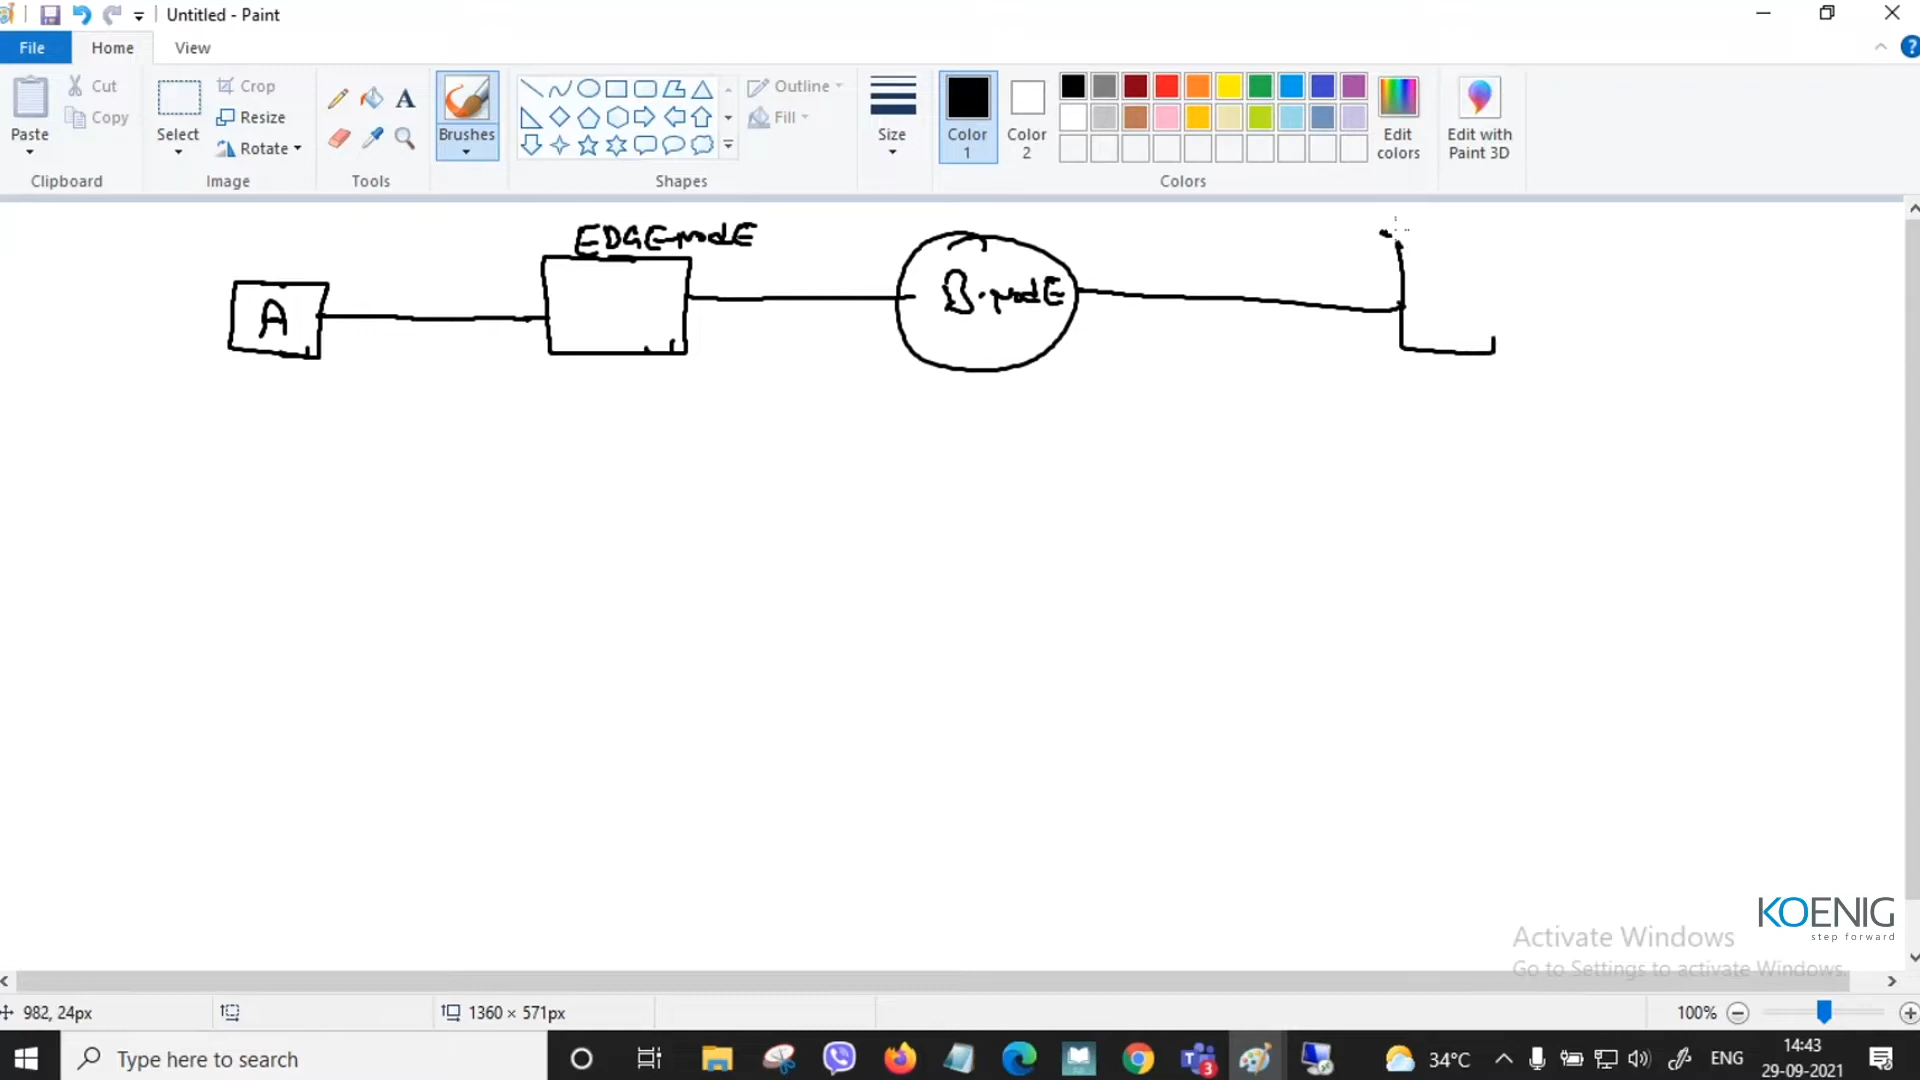 Untitled - Paint
File
Home
View
Paste
Cut
Copy
Clipboard
Select
Crop
Resize
Rotate
Image
A
Tools
Brushes
Shapes
Outline
Fill
Size
Color 1
Color 2
Edit colors
Colors
Edit with Paint 3D
?
EDGEnodE
A
B.nodE
KOENIG
step forward
Activate Windows
Go to Settings to activate Windows.
982, 24px
1360 × 571px
100%
Type here to search
3
34°C
ENG
14:43
29-09-2021